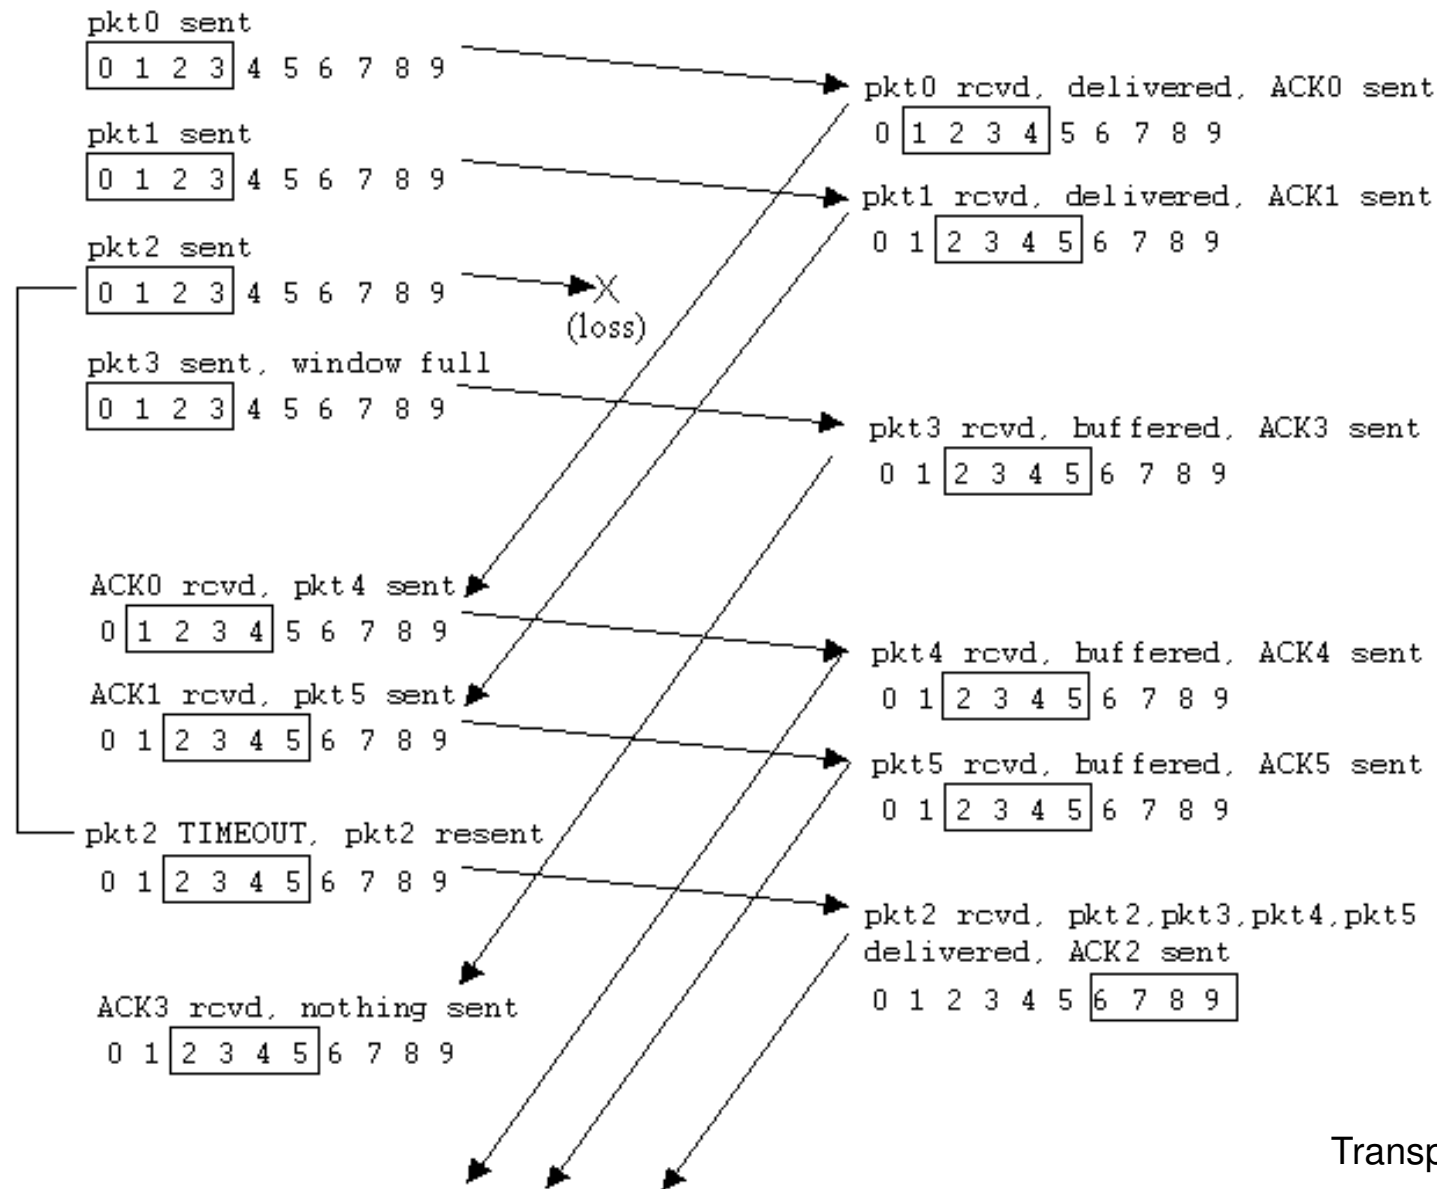 pkt0 sent
0 1 2 3 4 5 6 7 8 9
pkt1 sent
0 1 2 3 4 5 6 7 8 9
pkt2 sent
0 1 2 3 4 5 6 7 8 9
(loss)
pkt3 sent, window full
0 1 2 3 4 5 6 7 8 9
ACK0 rcvd, pkt4 sent
0 1 2 3 4 5 6 7 8 9
ACK1 rcvd, pkt5 sent
0 1 2 3 4 5 6 7 8 9
pkt2 TIMEOUT, pkt2 resent
0 1 2 3 4 5 6 7 8 9
ACK3 rcvd, nothing sent
0 1 2 3 4 5 6 7 8 9
pkt0 rcvd, delivered, ACK0 sent
0 1 2 3 4 5 6 7 8 9
pkt1 rcvd, delivered, ACK1 sent
0 1 2 3 4 5 6 7 8 9
pkt3 rcvd, buffered, ACK3 sent
0 1 2 3 4 5 6 7 8 9
pkt4 rcvd, buffered, ACK4 sent
0 1 2 3 4 5 6 7 8 9
pkt5 rcvd, buffered, ACK5 sent
0 1 2 3 4 5 6 7 8 9
pkt2 rcvd, pkt2,pkt3,pkt4,pkt5
delivered, ACK2 sent
0 1 2 3 4 5 6 7 8 9
Transp